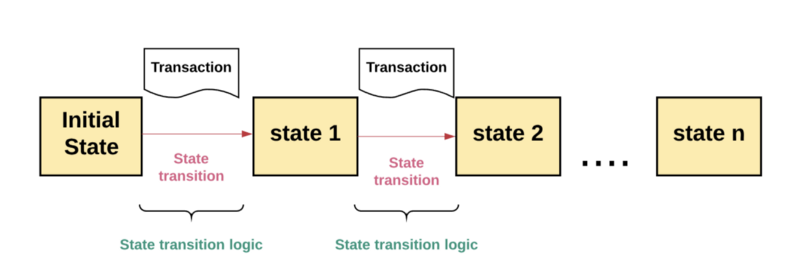 Transaction
Transaction
Initial
State
state 1
state 2
state n
State
transition
State
transition
....
State transition logic
State transition logic